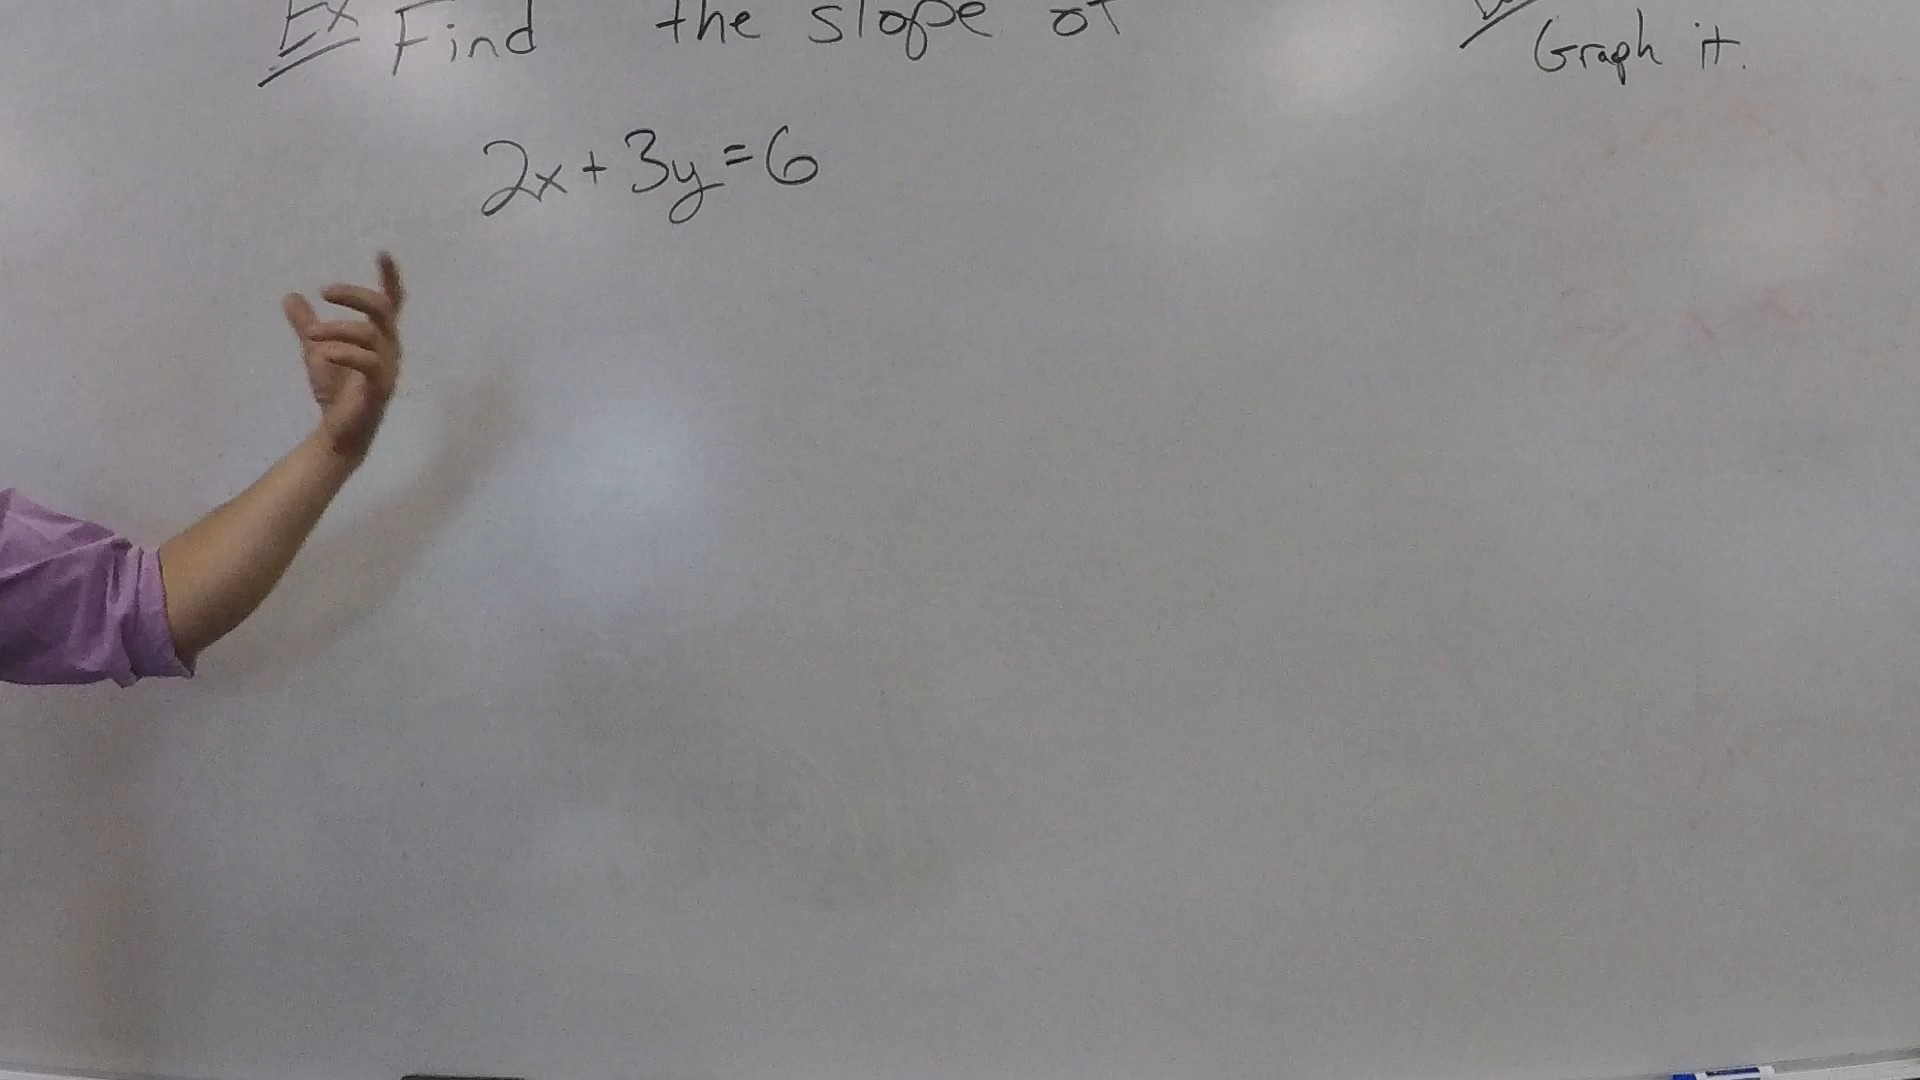 Ex Find the slope of
2x + 3y = 6
Graph it.